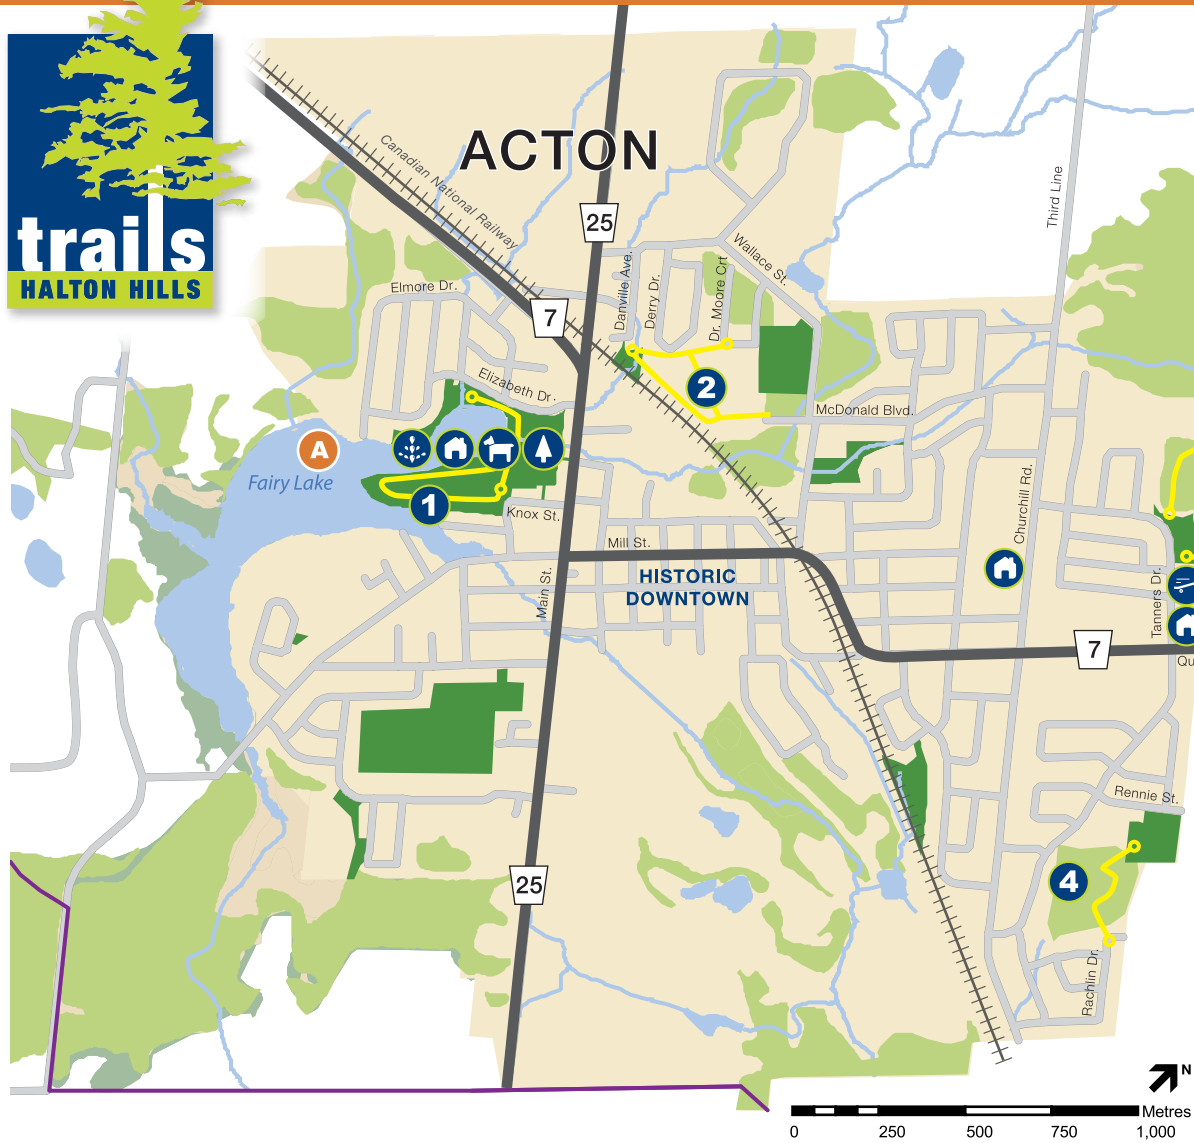 trails
HALTON HILLS
ACTON
Canadian National Railway
25
Third Line
Wallace St.
Danville Ave.
Derry Dr.
Dr. Moore Crt
Elmore Dr.
7
Elizabeth Dr.
2
McDonald Blvd.
A
Fairy Lake
1
Knox St.
Mill St.
Churchill Rd.
HISTORIC
DOWNTOWN
Main St.
Tanners Dr.
7
Qu
Rennie St.
4
25
Rachlin Dr.
N
Metres
0 250 500 750 1,000